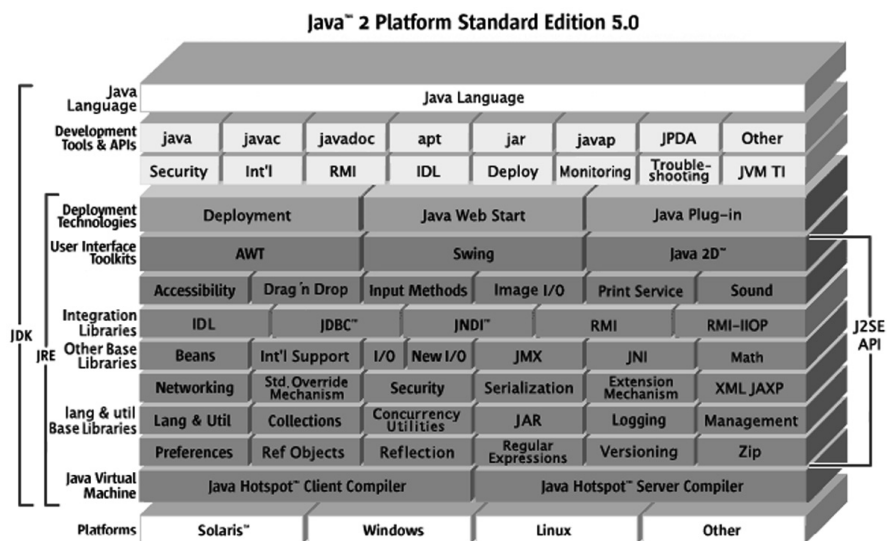 Java™ 2 Platform Standard Edition 5.0
Java Language
Java Language
Development Tools & APIs
java javac javadoc apt jar javap JPDA Other
Security Int'l RMI IDL Deploy Monitoring Trouble-shooting JVM TI
Deployment Technologies
Deployment Java Web Start Java Plug-in
User Interface Toolkits
AWT Swing Java 2D™
Accessibility Drag 'n Drop Input Methods Image I/O Print Service Sound
Integration Libraries
IDL JDBC™ JNDI™ RMI RMI-IIOP
Other Base Libraries
Beans Int'l Support I/O New I/O JMX JNI Math
Networking Std. Override Mechanism Security Serialization Extension Mechanism XML JAXP
lang & util Base Libraries
Lang & Util Collections Concurrency Utilities JAR Logging Management
Preferences Ref Objects Reflection Regular Expressions Versioning Zip
Java Virtual Machine
Java Hotspot™ Client Compiler Java Hotspot™ Server Compiler
Platforms
Solaris™ Windows Linux Other
JDK
JRE
J2SE
API